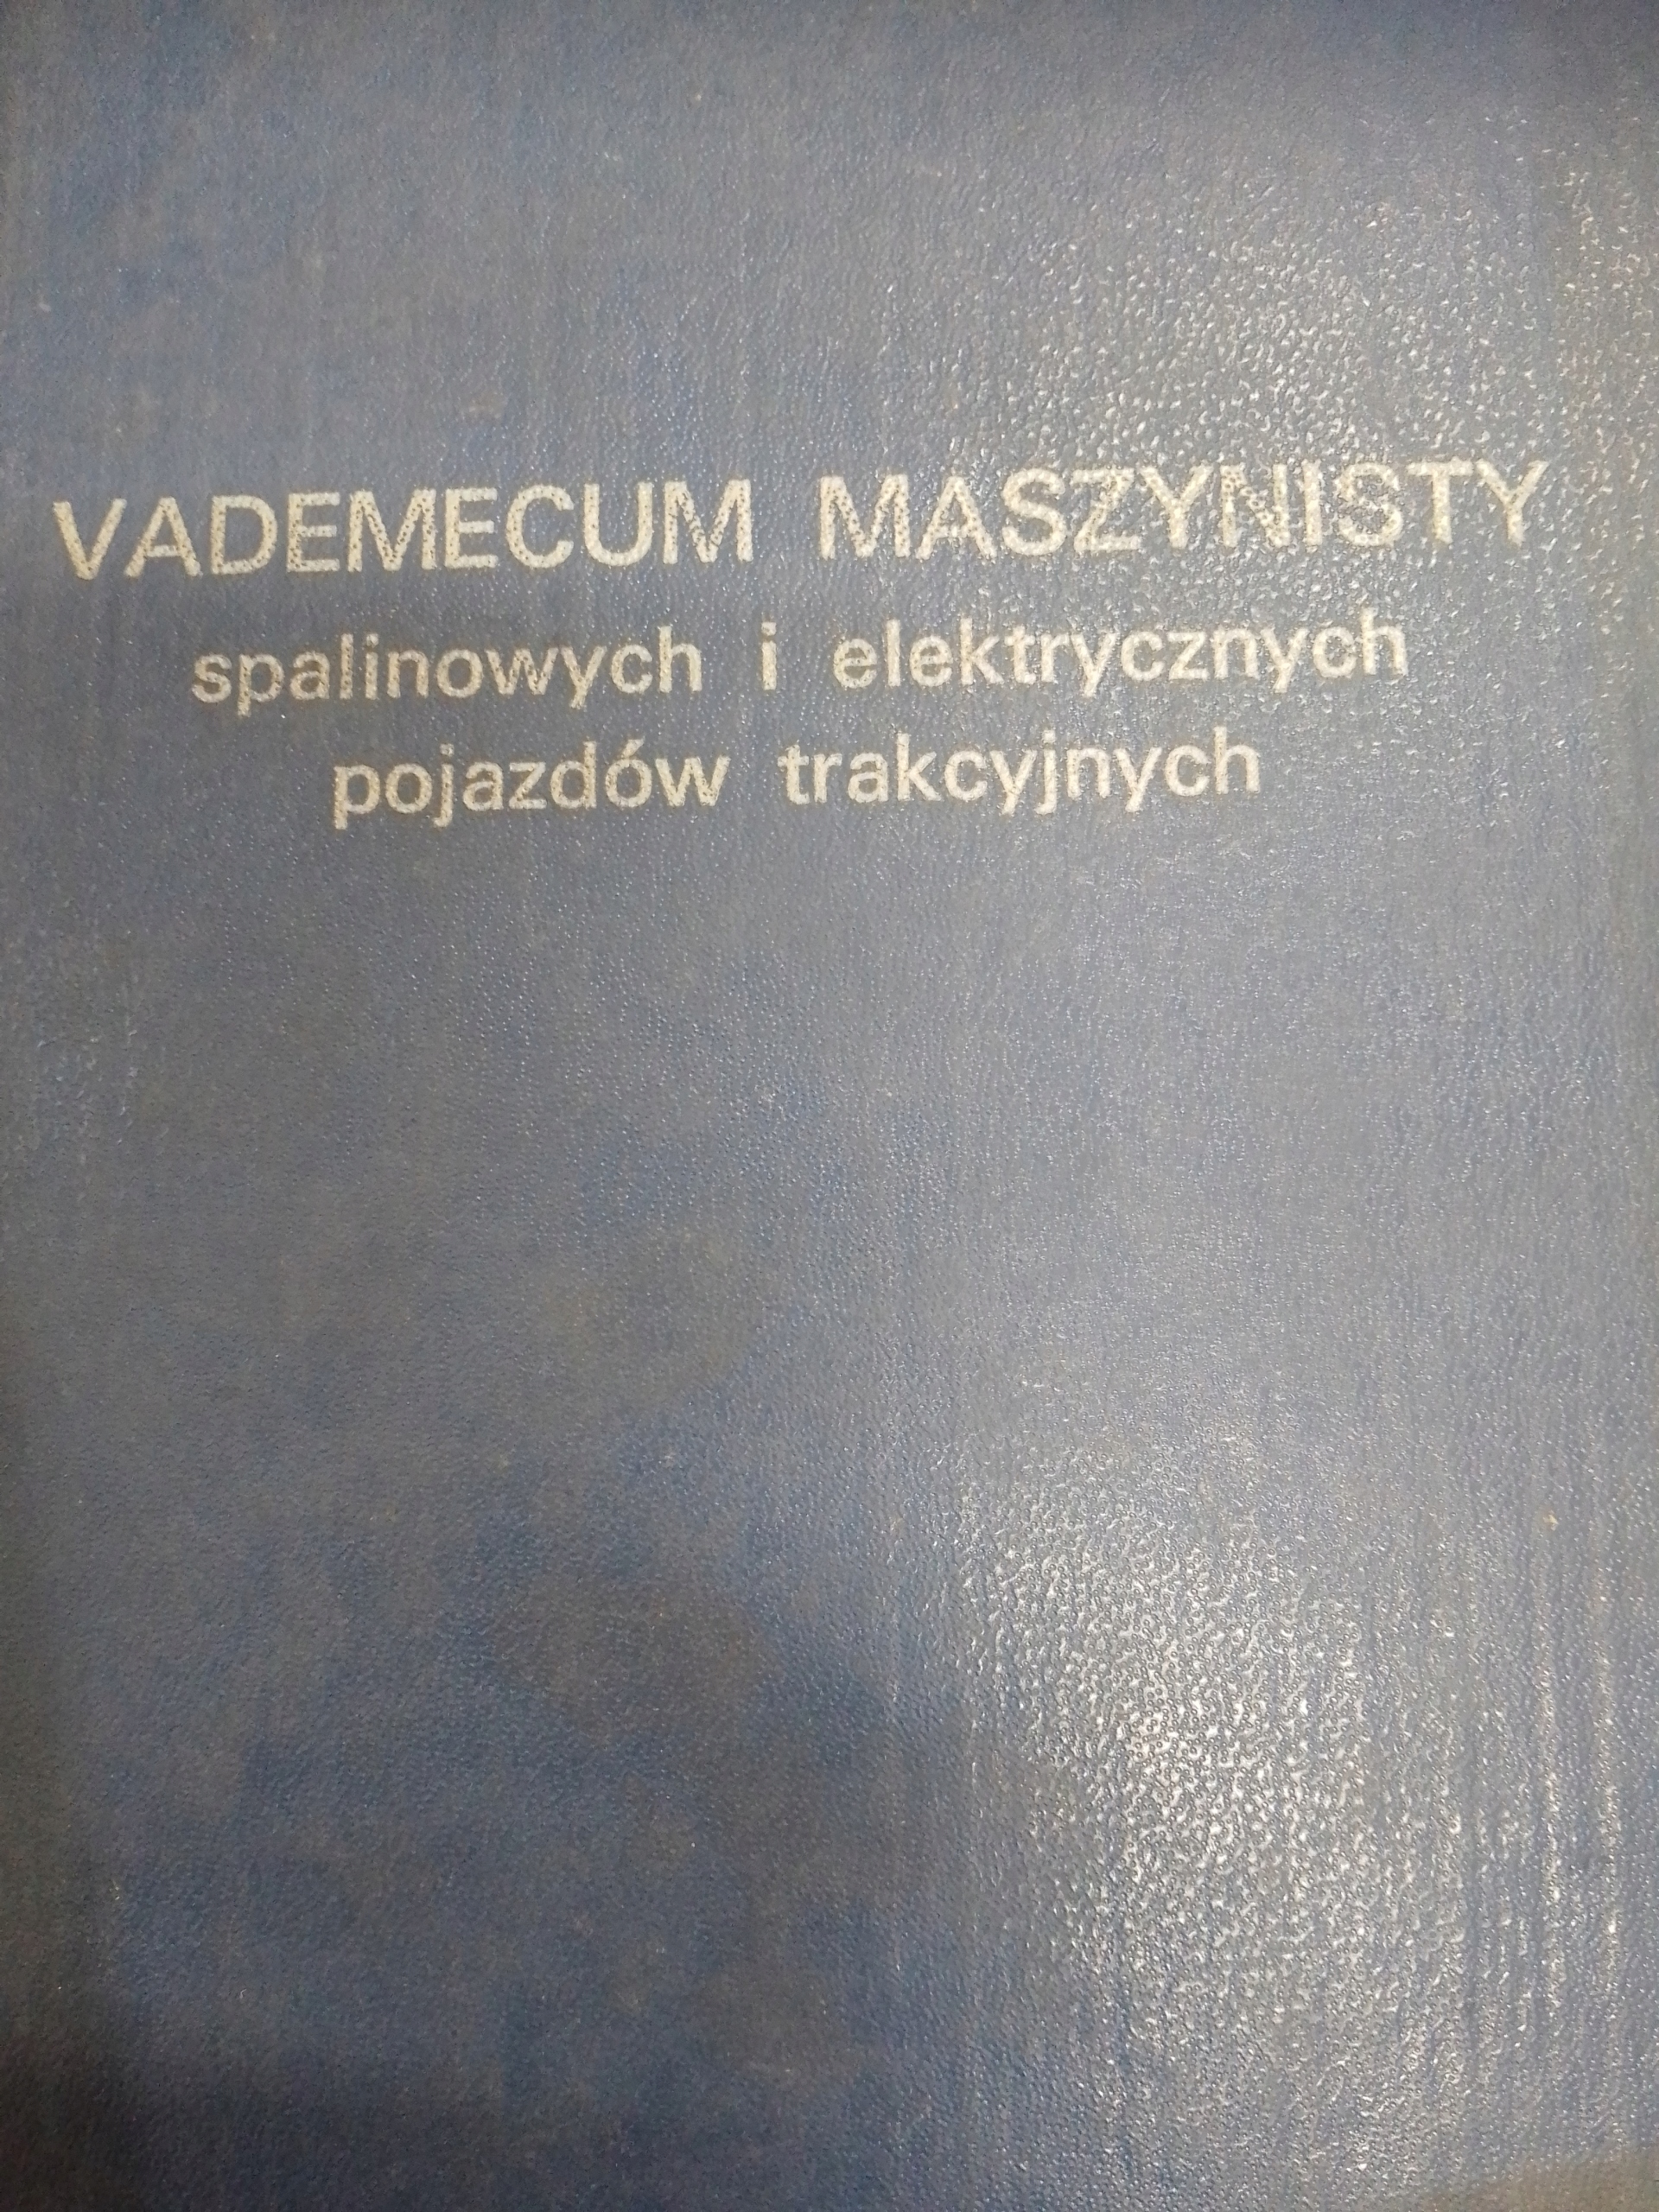 VADEMECUM MASZYNISTY
spalinowych i elektrycznych
pojazdów trakcyjnych